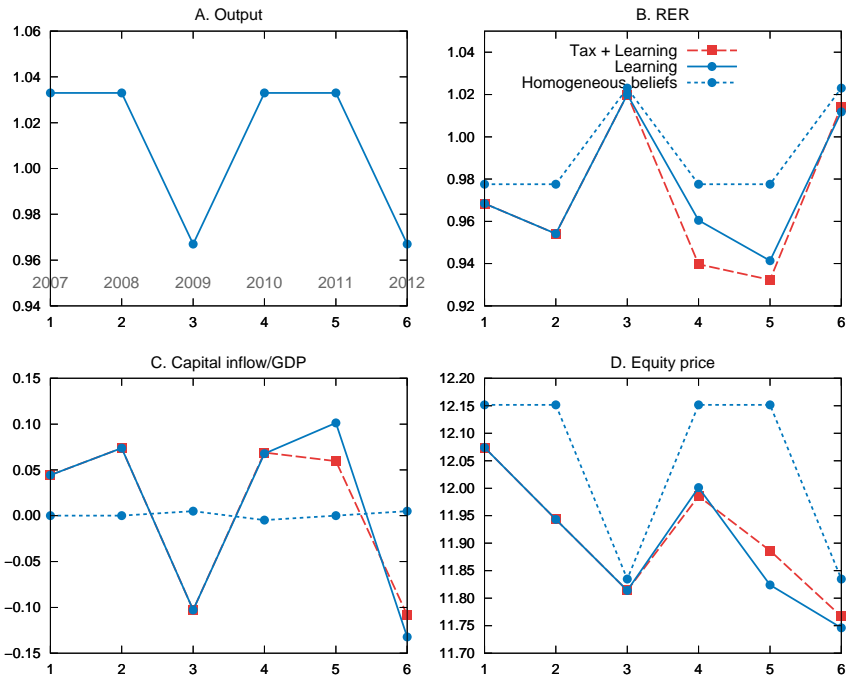 A. Output
1.06
1.04
1.02
1.00
0.98
0.96
0.94
2007 2008 2009 2010 2011 2012
1 2 3 4 5 6
B. RER
Tax + Learning
Learning
Homogeneous beliefs
1.04
1.02
1.00
0.98
0.96
0.94
0.92
1 2 3 4 5 6
C. Capital inflow/GDP
0.15
0.10
0.05
0.00
−0.05
−0.10
−0.15
1 2 3 4 5 6
D. Equity price
12.20
12.15
12.10
12.05
12.00
11.95
11.90
11.85
11.80
11.75
11.70
1 2 3 4 5 6